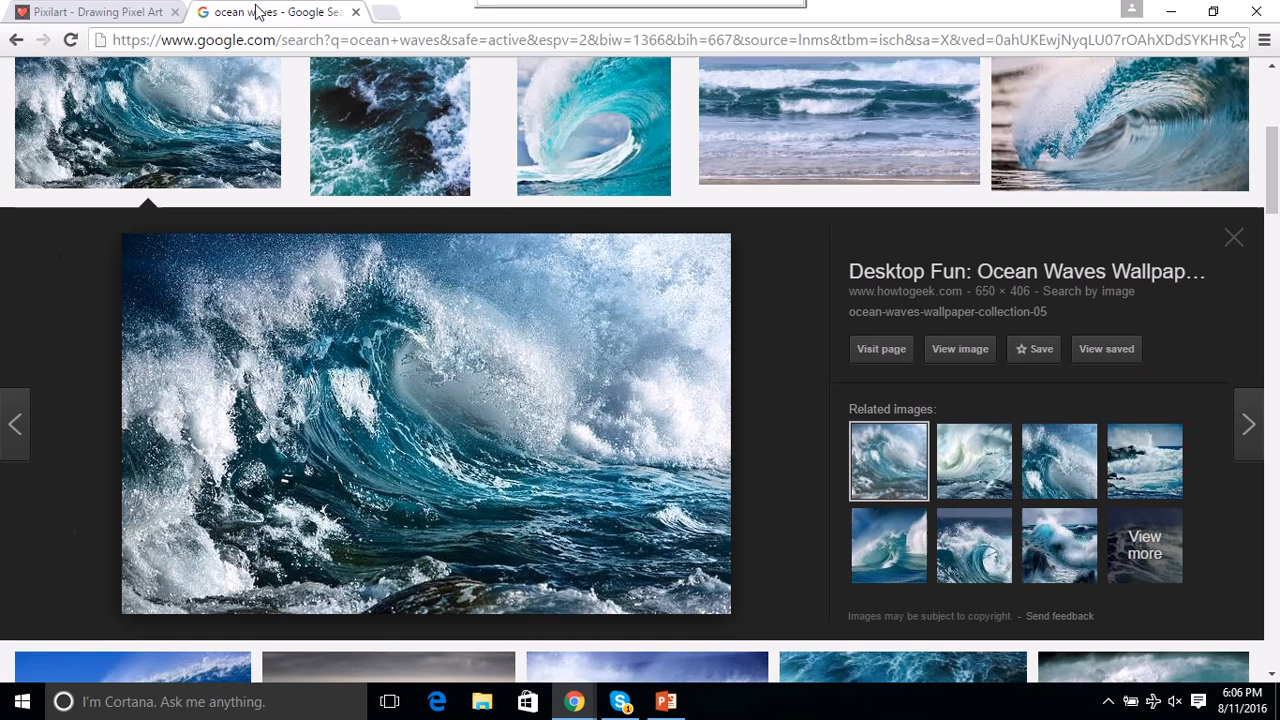 Pixilart - Drawing Pixel Art
ocean waves - Google Sea
https://www.google.com/search?q=ocean+waves&safe=active&espv=2&biw=1366&bih=667&source=lnms&tbm=isch&sa=X&ved=0ahUKEwjNyqLU07rOAhXDdSYKHR
Desktop Fun: Ocean Waves Wallpap...
www.howtogeek.com - 650 × 406 - Search by image
ocean-waves-wallpaper-collection-05
Visit page
View image
Save
View saved
Related images:
View
more
Images may be subject to copyright. - Send feedback
I'm Cortana. Ask me anything.
6:06 PM
8/11/2016